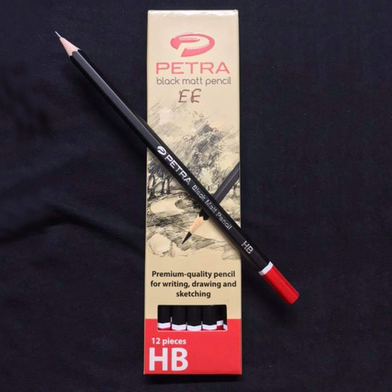 PETRA
black matt pencil
EE
PETRA Black Matt Pencil HB
Premium-quality pencil
for writing, drawing and
sketching
12 pieces
HB